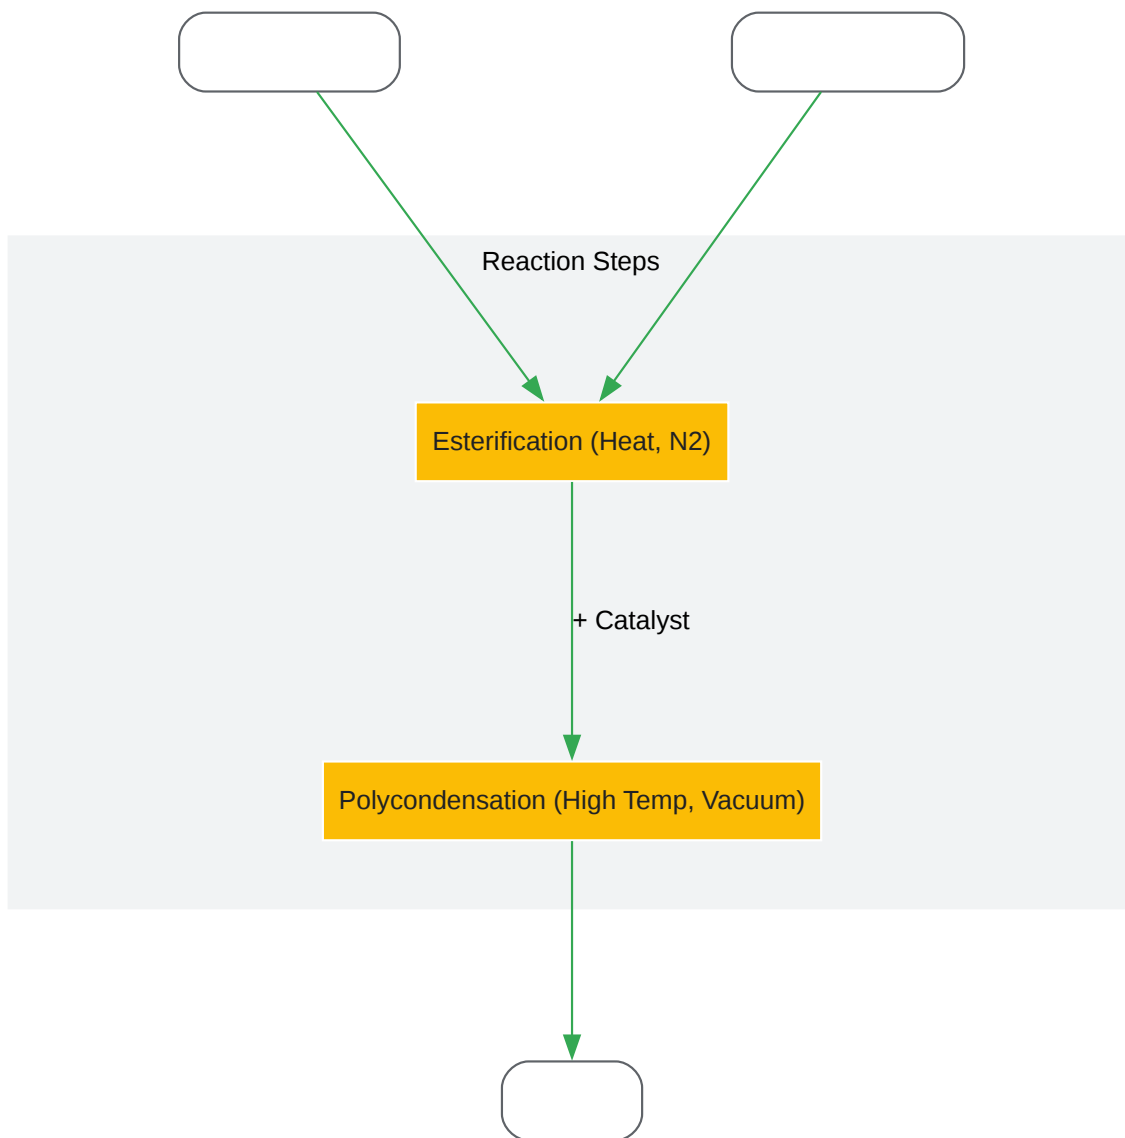 Reaction Steps
Esterification (Heat, N2)
+ Catalyst
Polycondensation (High Temp, Vacuum)